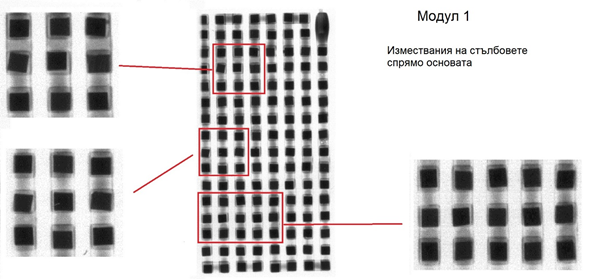 Модул 1
Измествания на стълбовете
спрямо основата